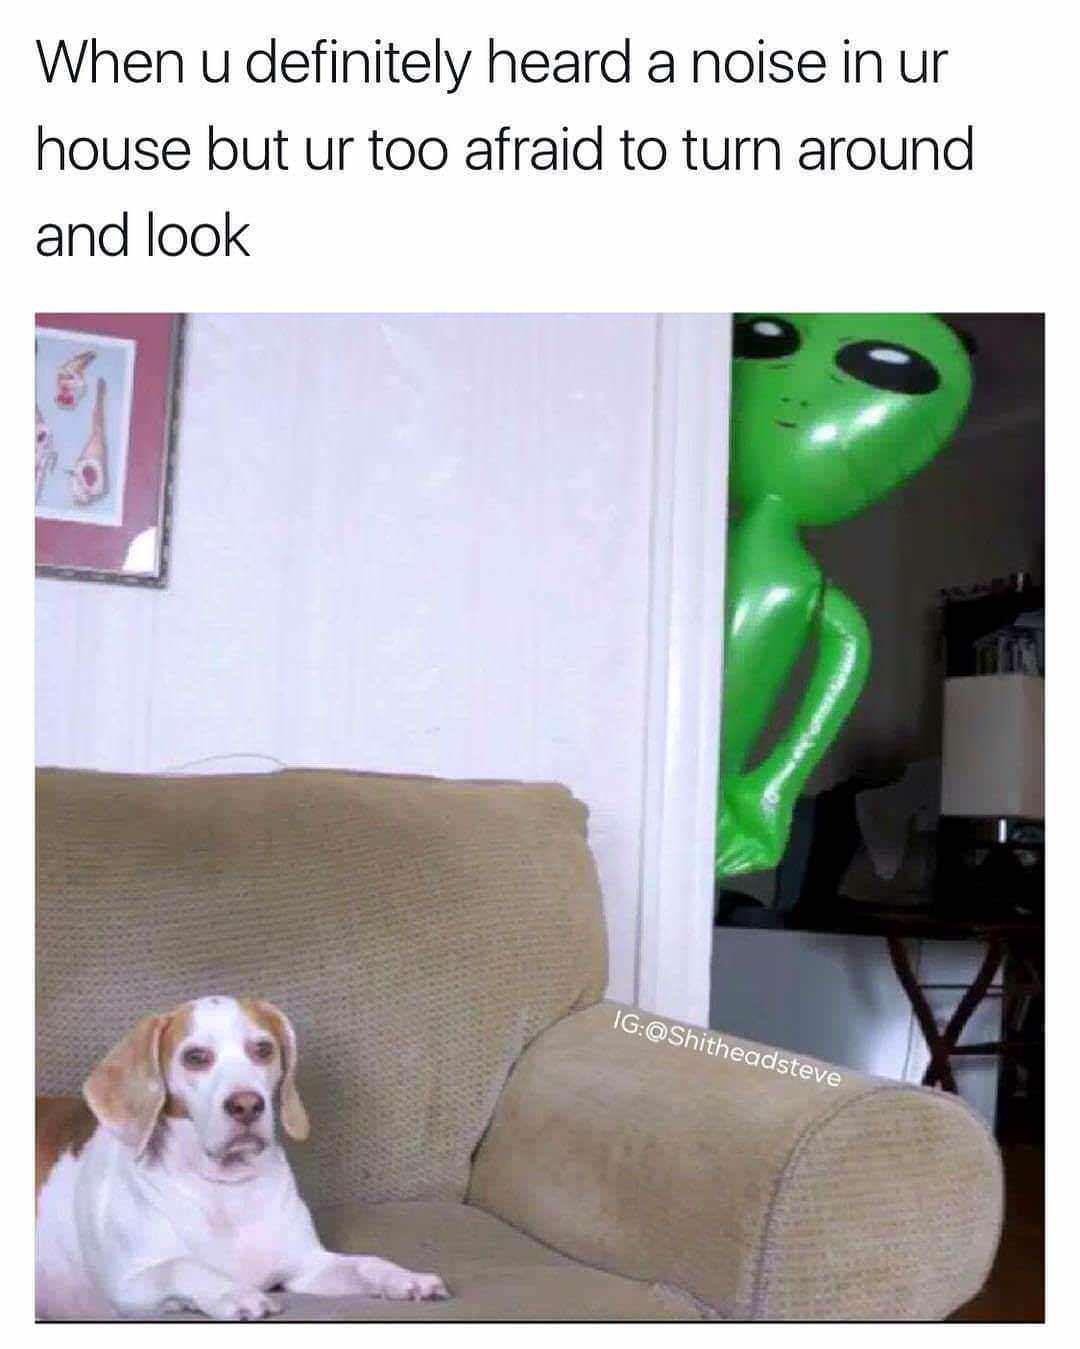 When u definitely heard a noise in ur
house but ur too afraid to turn around
and look
IG:@Shitheadsteve